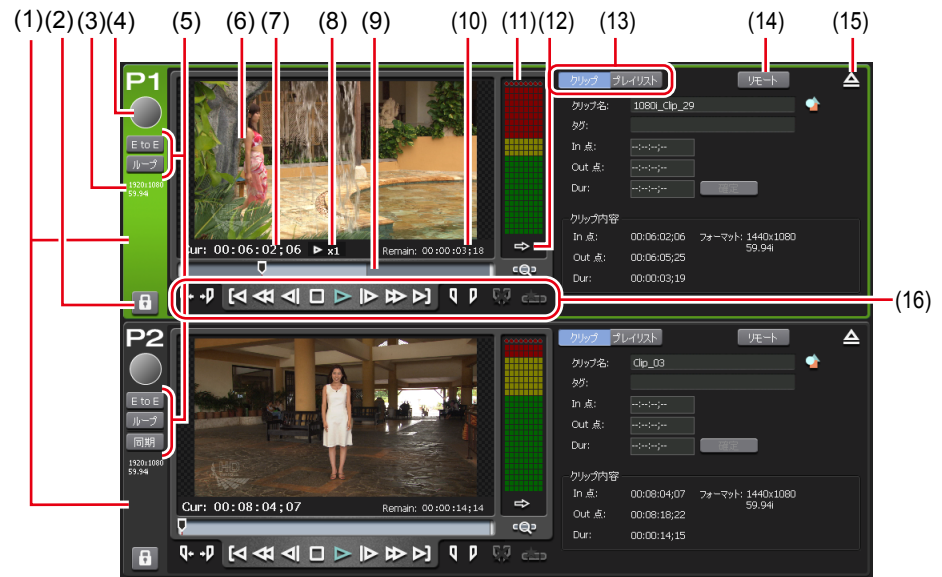 (1) (2) (3) (4) (5) (6) (7) (8) (9) (10) (11) (12) (13) (14) (15)
P1
E to E
ループ
1920x1080
59.94i
Cur: 00:06:02;06
x1
Remain: 00:00:03;18
クリップ プレイリスト
リモート
クリップ名: 1080i_Clip_29
タグ:
In 点: --:--:--;--
Out 点: --:--:--;--
Dur: --:--:--;-- 確定
クリップ内容
In 点: 00:06:02;06 フォーマット: 1440x1080
59.94i
Out 点: 00:06:05;25
Dur: 00:00:03;19
(16)
P2
E to E
ループ
同期
1920x1080
59.94i
Cur: 00:08:04;07
Remain: 00:00:14;14
クリップ プレイリスト
リモート
クリップ名: Clip_03
タグ:
In 点: --:--:--;--
Out 点: --:--:--;--
Dur: --:--:--;-- 確定
クリップ内容
In 点: 00:08:04;07 フォーマット: 1440x1080
59.94i
Out 点: 00:08:18;22
Dur: 00:00:14;15